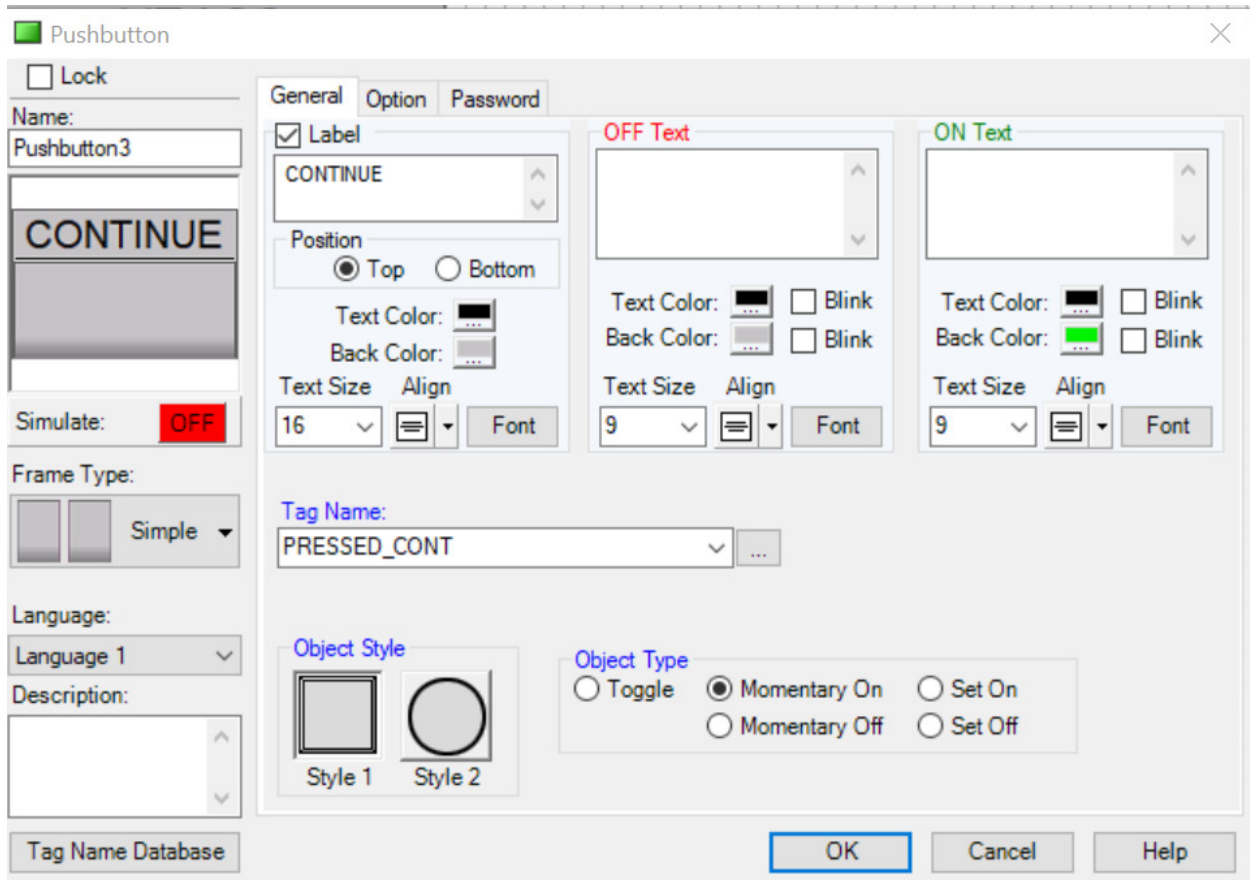 Pushbutton
Lock
Name:
Pushbutton3
CONTINUE
Simulate: OFF
Frame Type:
Simple
Language:
Language 1
Description:
Tag Name Database
General Option Password
Label
CONTINUE
Position
Top Bottom
Text Color: ...
Back Color: ...
Text Size Align
16 Font
OFF Text
Text Color: ... Blink
Back Color: ... Blink
Text Size Align
9 Font
ON Text
Text Color: ... Blink
Back Color: ... Blink
Text Size Align
9 Font
Tag Name:
PRESSED_CONT ...
Object Style
Style 1 Style 2
Object Type
Toggle Momentary On Set On
Momentary Off Set Off
OK Cancel Help